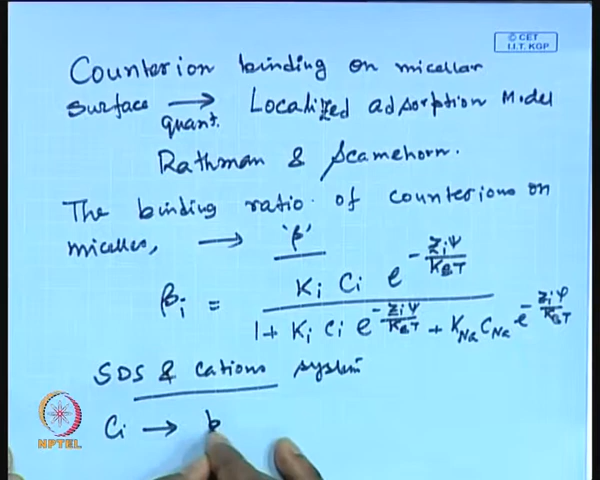 © CET
I.I.T. KGP
Counterion binding on micellar
surface → Localized adsorption Model
quant.
Rathman & Scamehorn.
The binding ratio of counterions on
micelles, → 'β'
βi = Ki Ci e^(-ziψ/KBT) / (1 + Ki Ci e^(-ziψ/KBT) + KNa CNa e^(-ziψ/KBT))
SDS & cations system
Ci → b
NPTEL